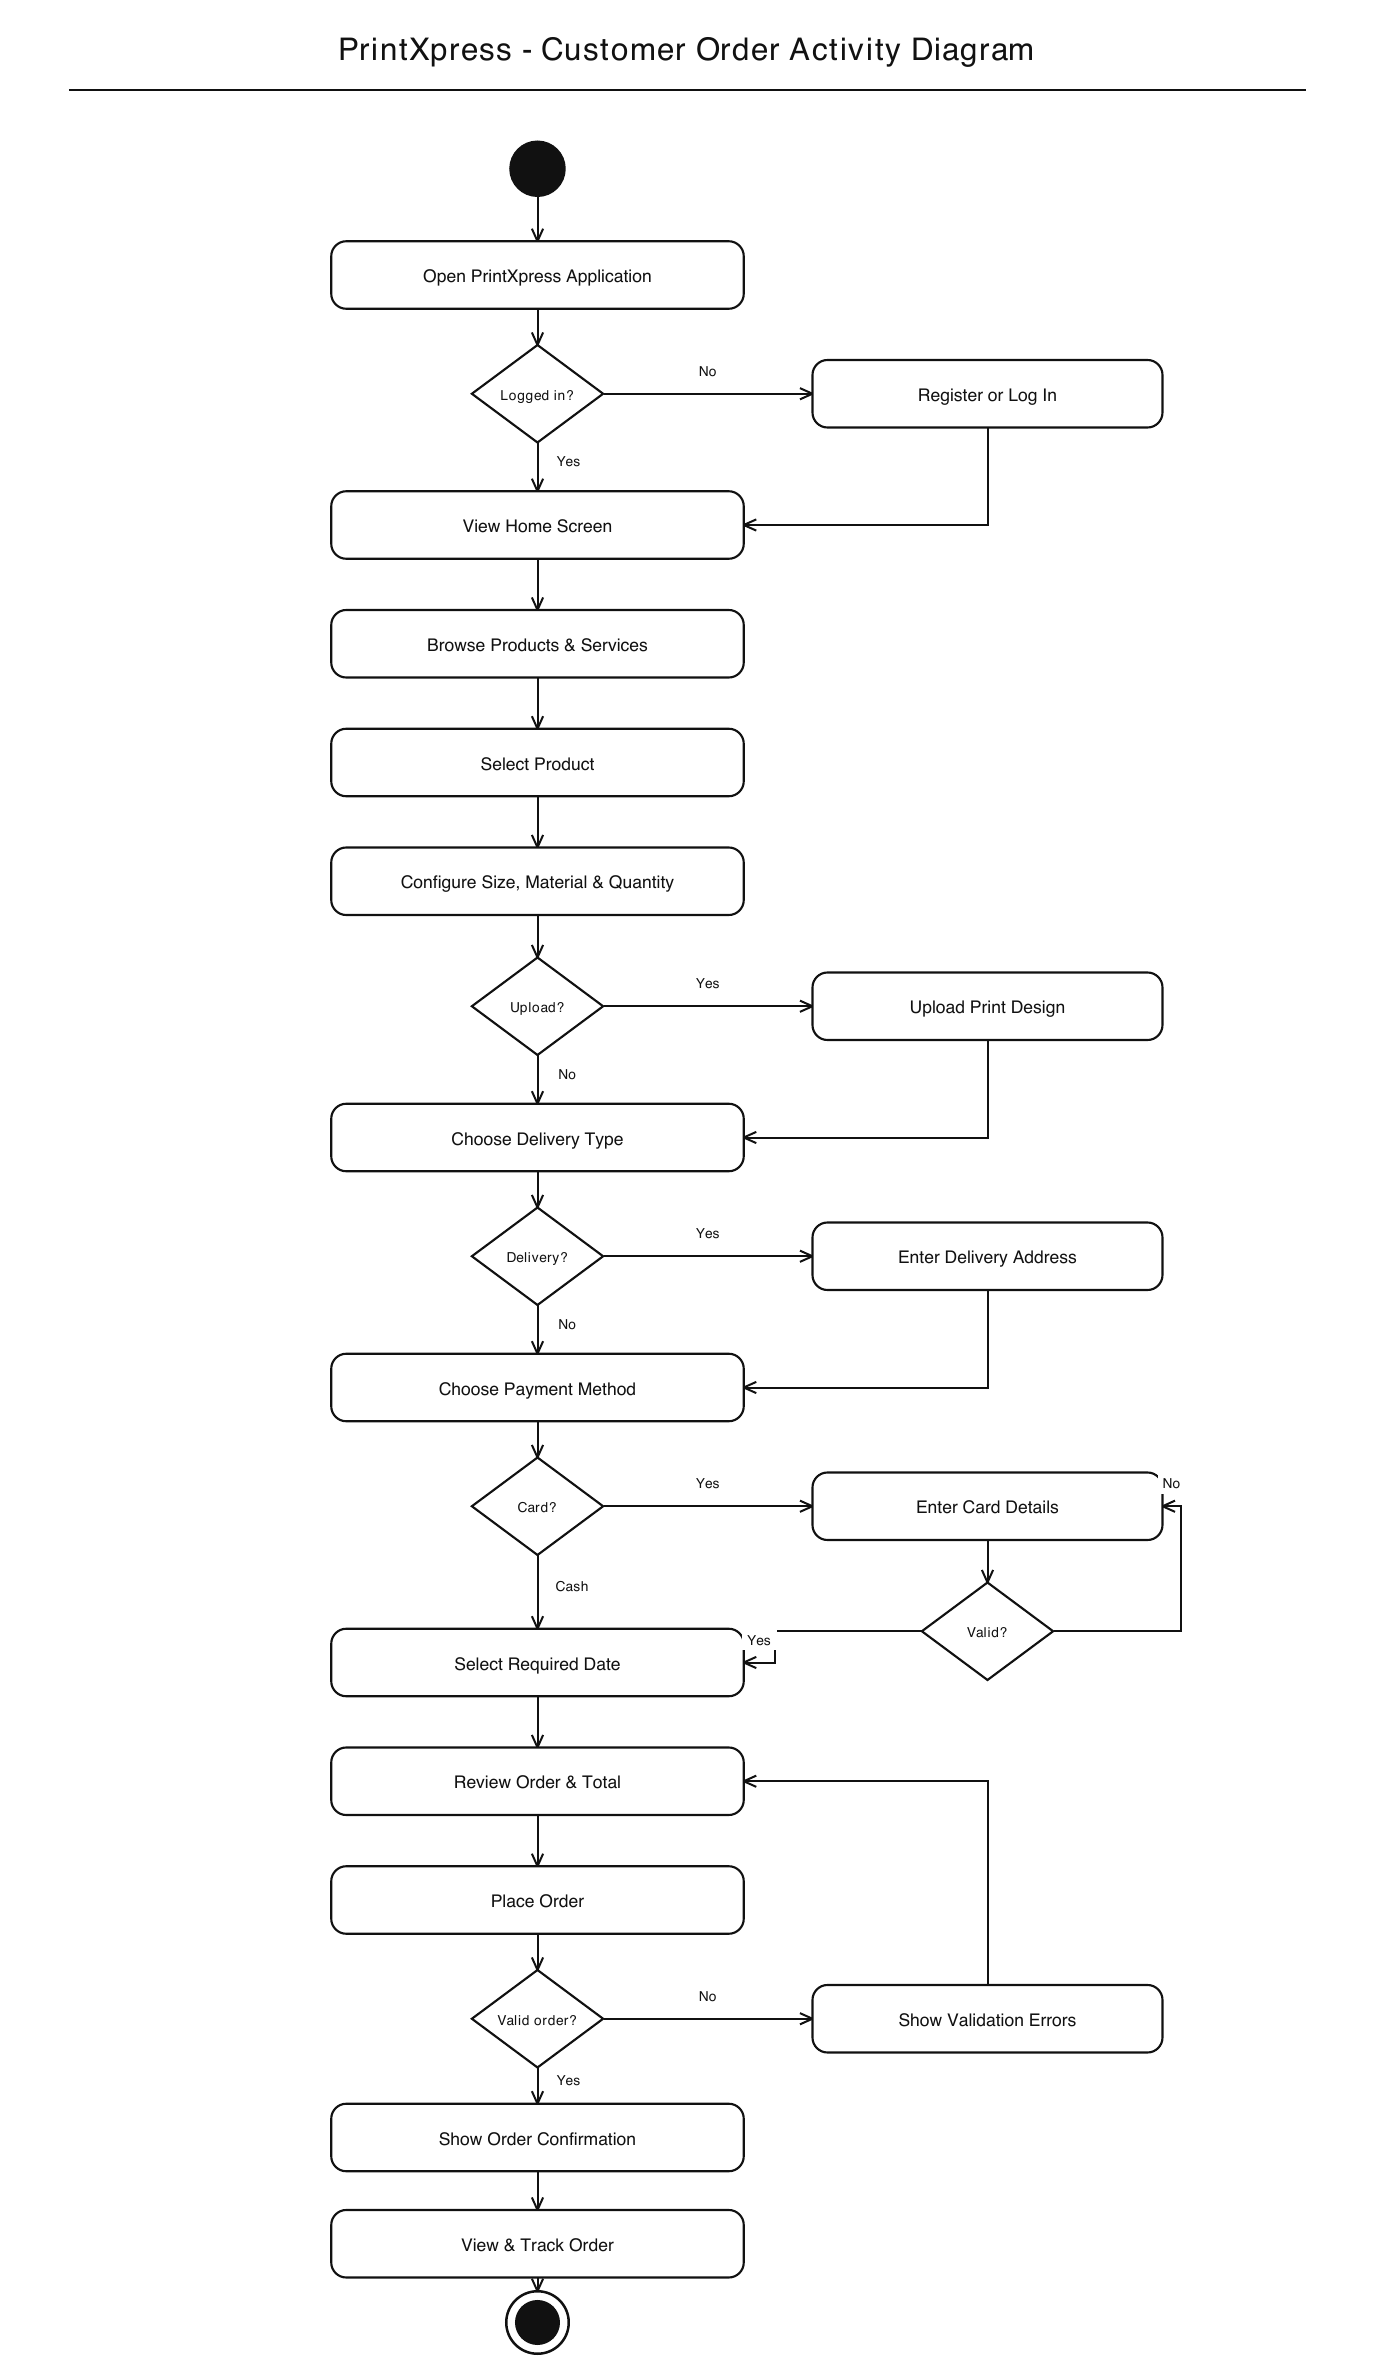 PrintXpress - Customer Order Activity Diagram
Open PrintXpress Application
Logged in?
No
Register or Log In
Yes
View Home Screen
Browse Products & Services
Select Product
Configure Size, Material & Quantity
Upload?
Yes
Upload Print Design
No
Choose Delivery Type
Delivery?
Yes
Enter Delivery Address
No
Choose Payment Method
Card?
Yes
Enter Card Details
No
Cash
Valid?
Yes
Select Required Date
Review Order & Total
Place Order
Valid order?
No
Show Validation Errors
Yes
Show Order Confirmation
View & Track Order